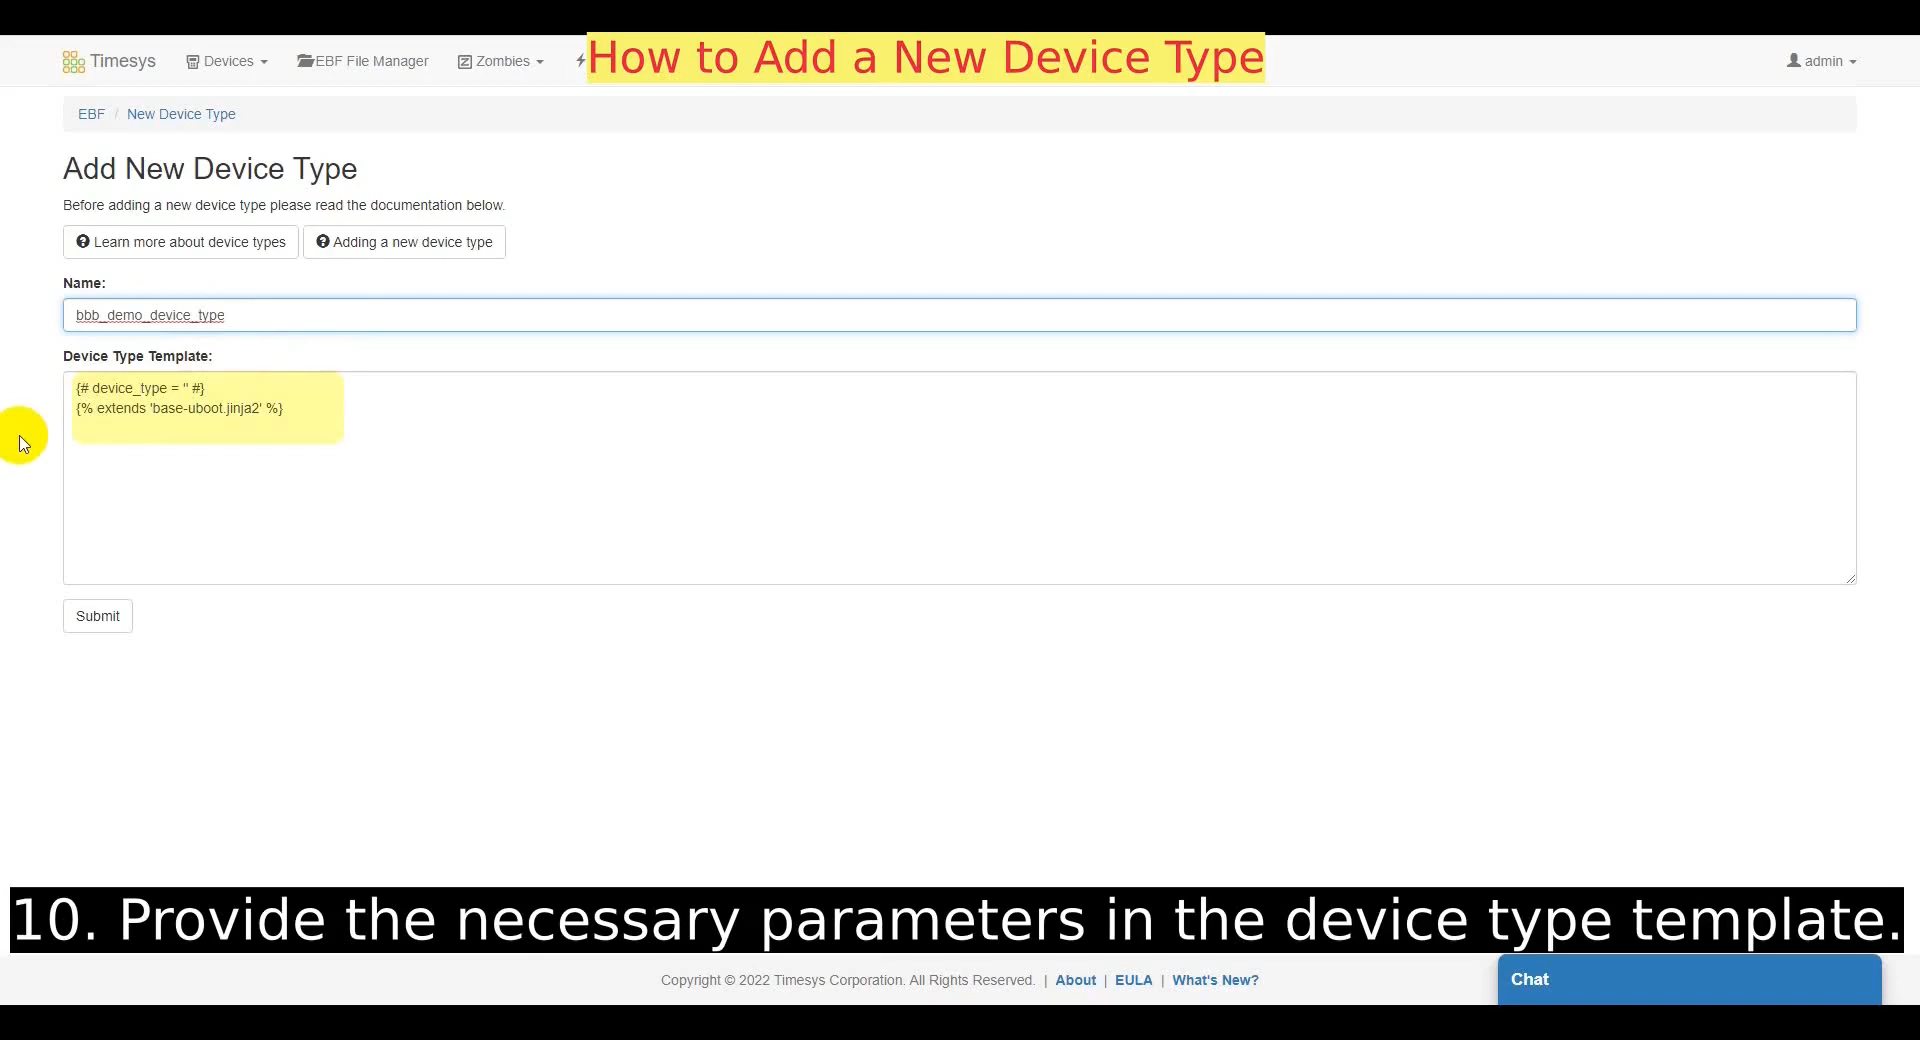 Timesys Devices EBF File Manager Zombies How to Add a New Device Type admin
EBF / New Device Type
Add New Device Type
Before adding a new device type please read the documentation below.
Learn more about device types Adding a new device type
Name:
bbb_demo_device_type
Device Type Template:
{# device_type = '' #}
{% extends 'base-uboot.jinja2' %}
Submit
10. Provide the necessary parameters in the device type template.
Copyright © 2022 Timesys Corporation. All Rights Reserved. | About | EULA | What's New?
Chat